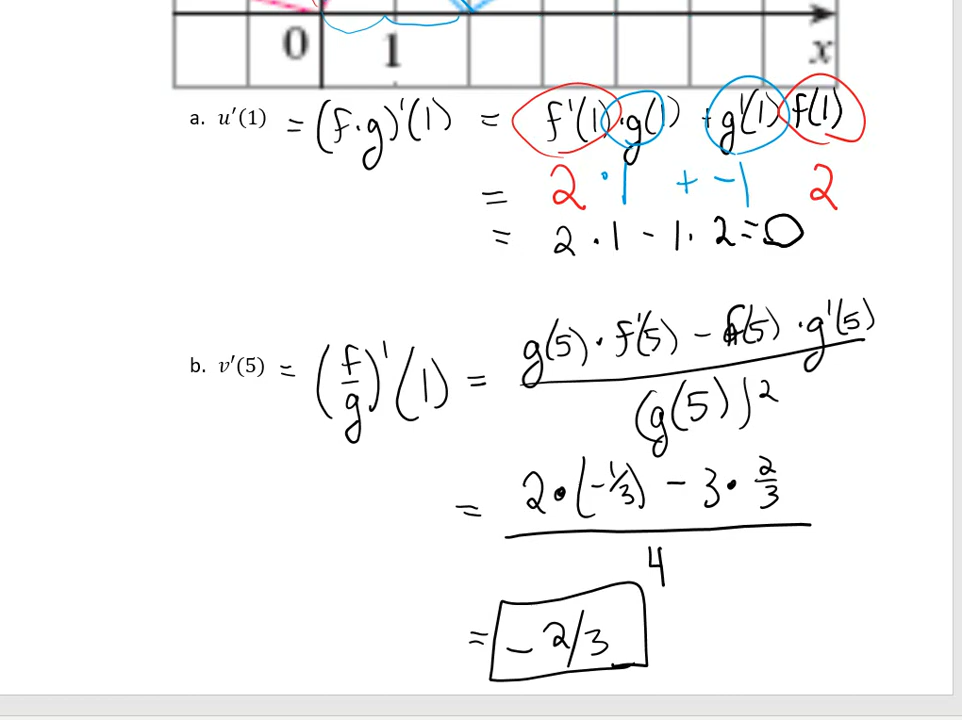 0 1 x
a. u′(1) = (f·g)'(1) = f'(1)·g(1) + g'(1) f(1)
= 2 · 1 + -1 2
= 2 · 1 - 1 · 2 = 0
b. v′(5) = (f/g)'(1) = g(5) · f'(5) - f(5) · g'(5) / (g(5))²
= 2 · (-1/3) - 3 · 2/3 / 4
= -2/3